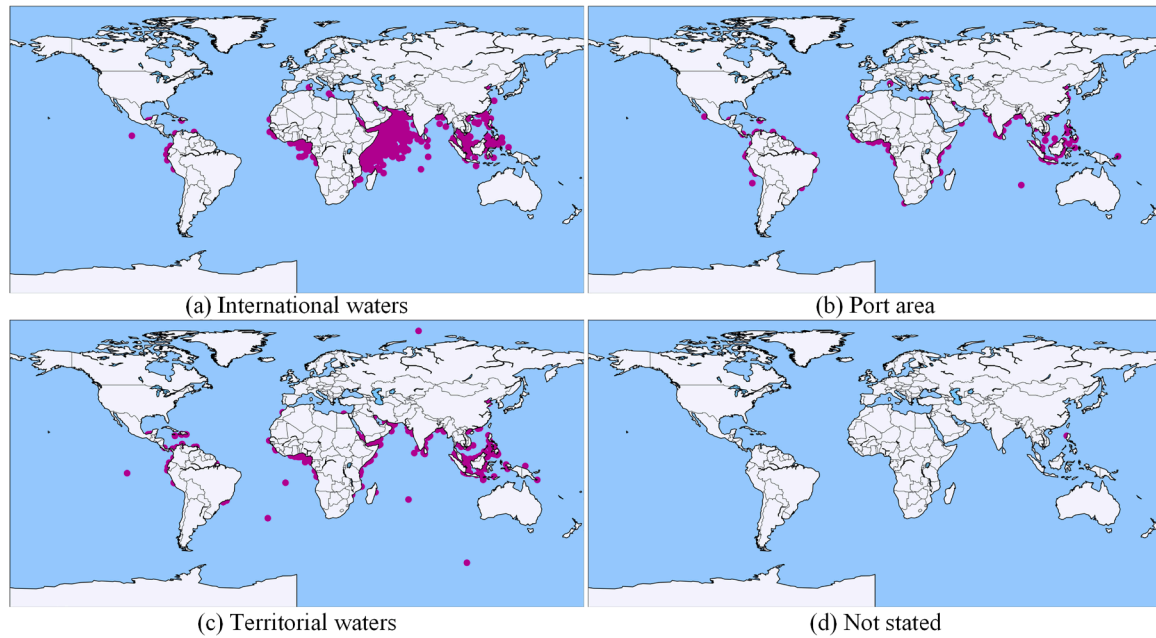 (a) International waters
(b) Port area
(c) Territorial waters
(d) Not stated